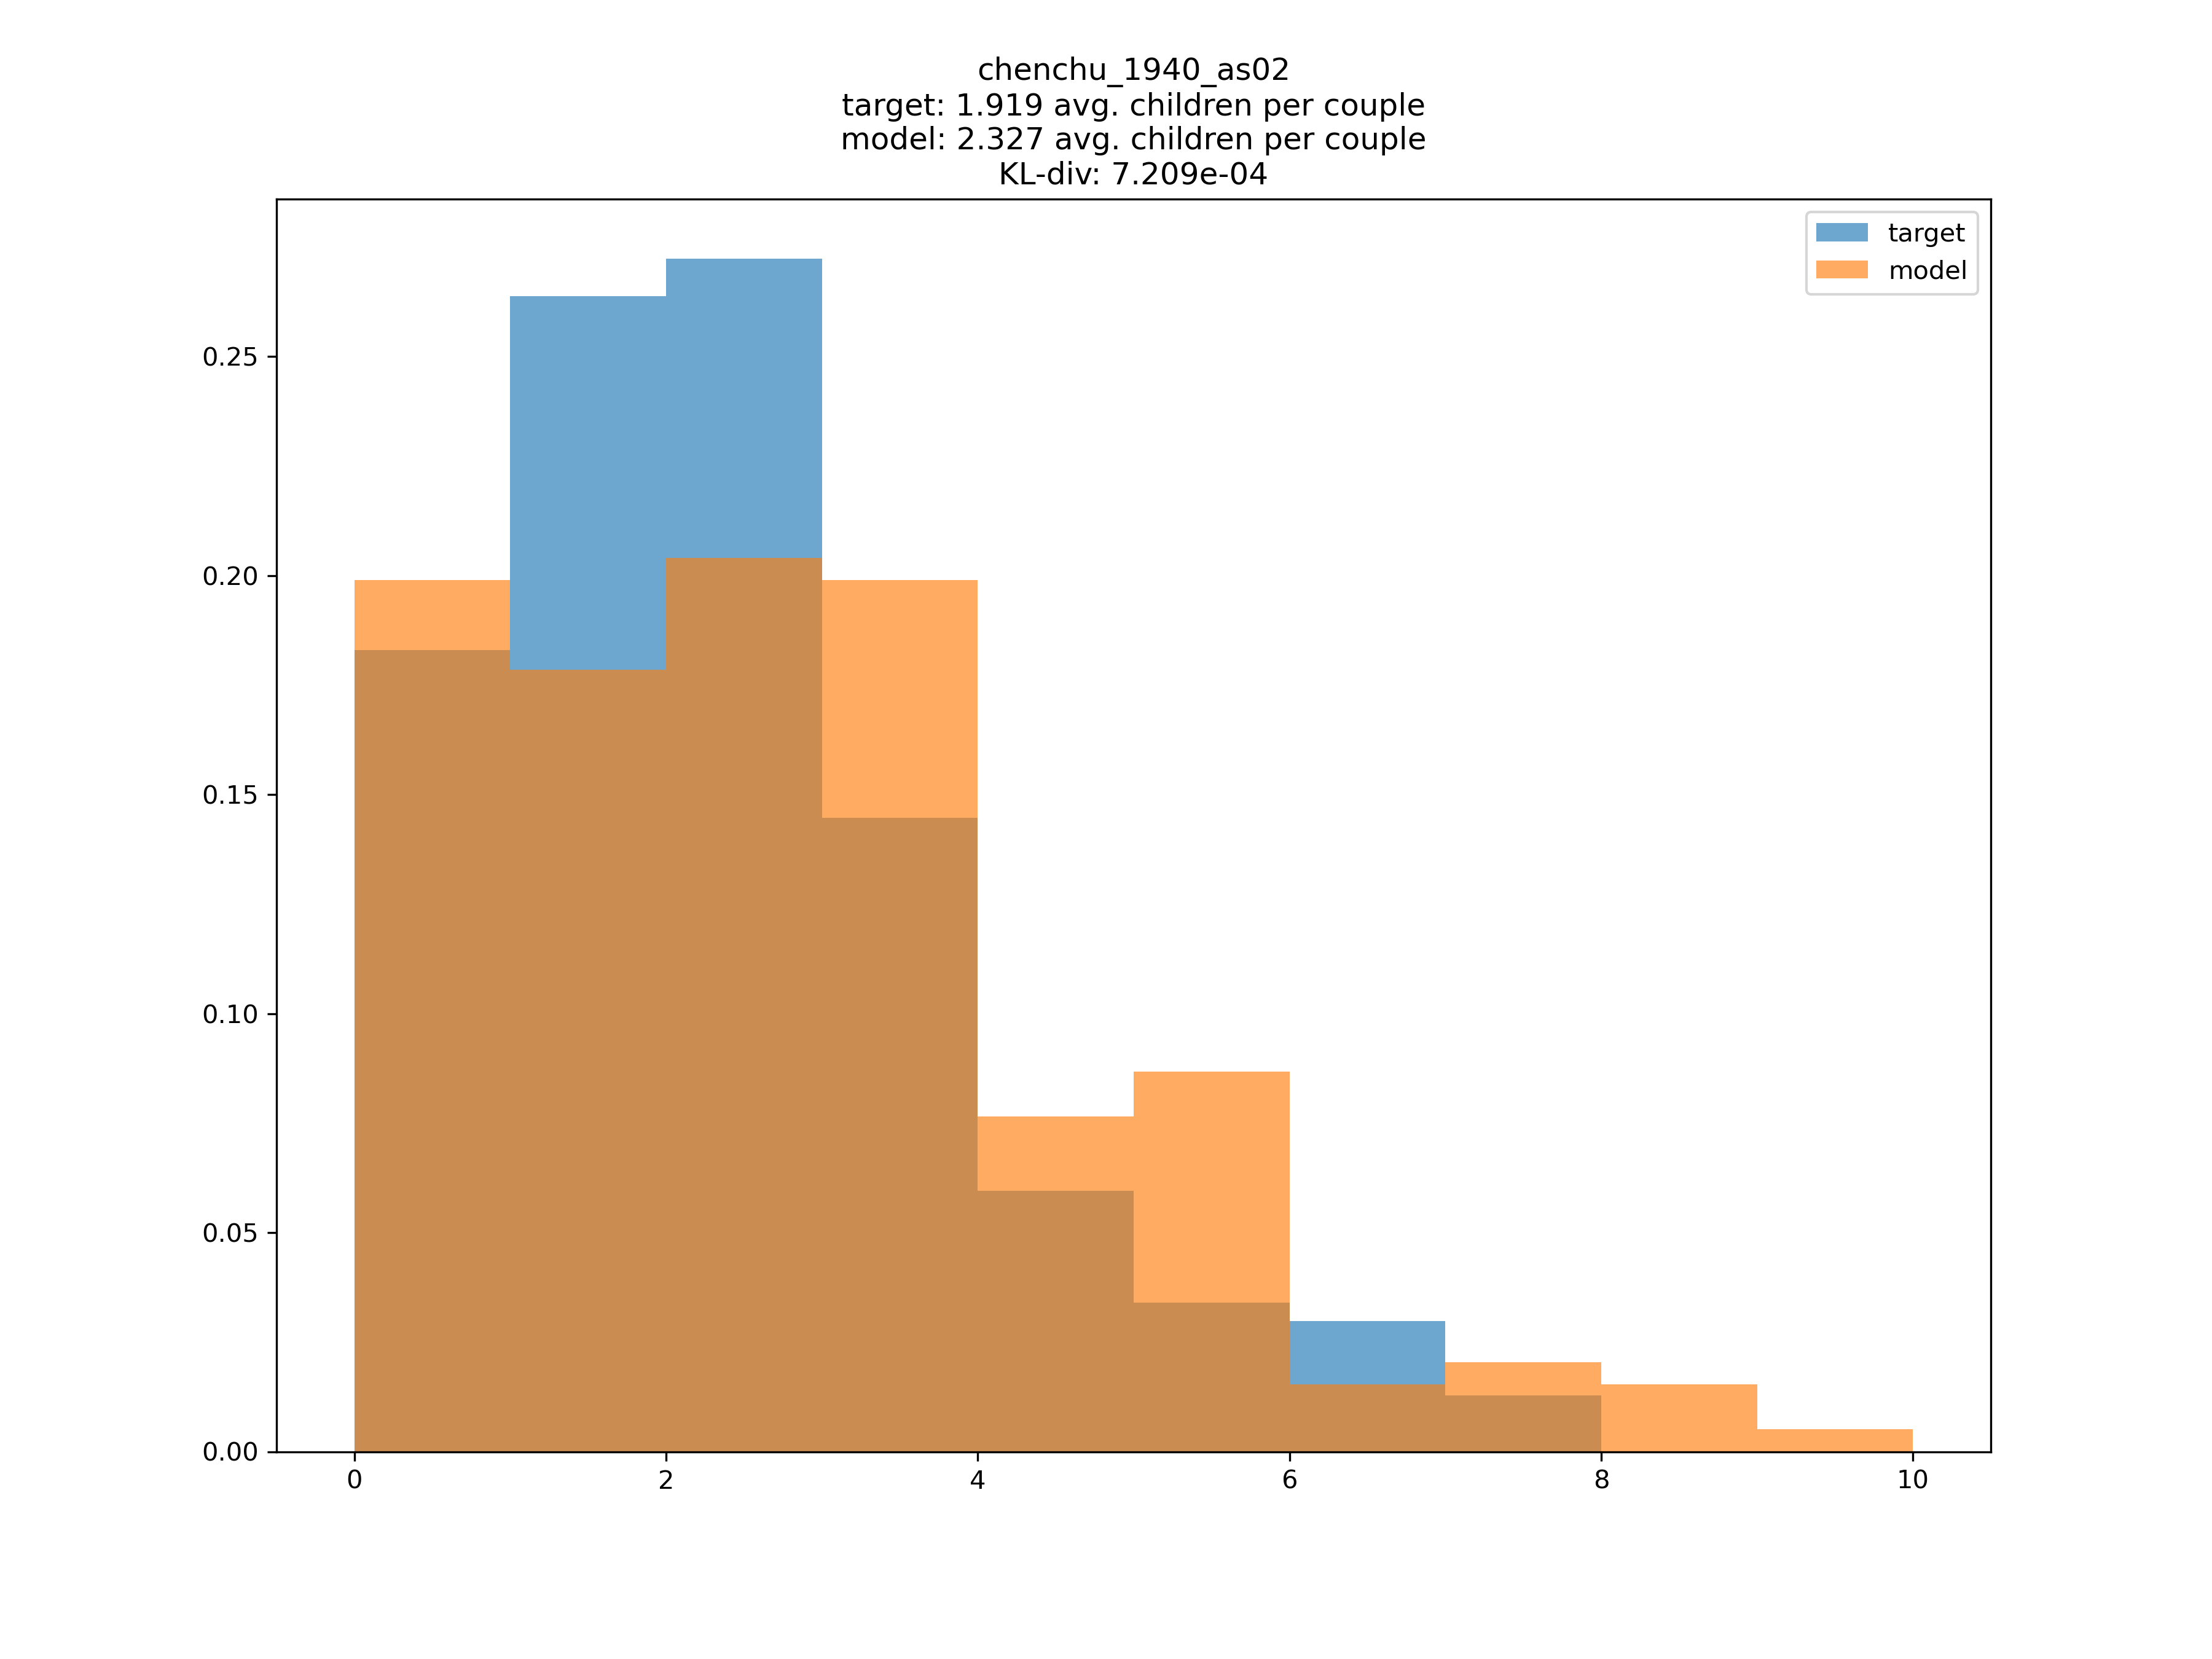 chenchu_1940_as02
target: 1.919 avg. children per couple
model: 2.327 avg. children per couple
KL-div: 7.209e-04
target
model
0.25
0.20
0.15
0.10
0.05
0.00
0 2 4 6 8 10